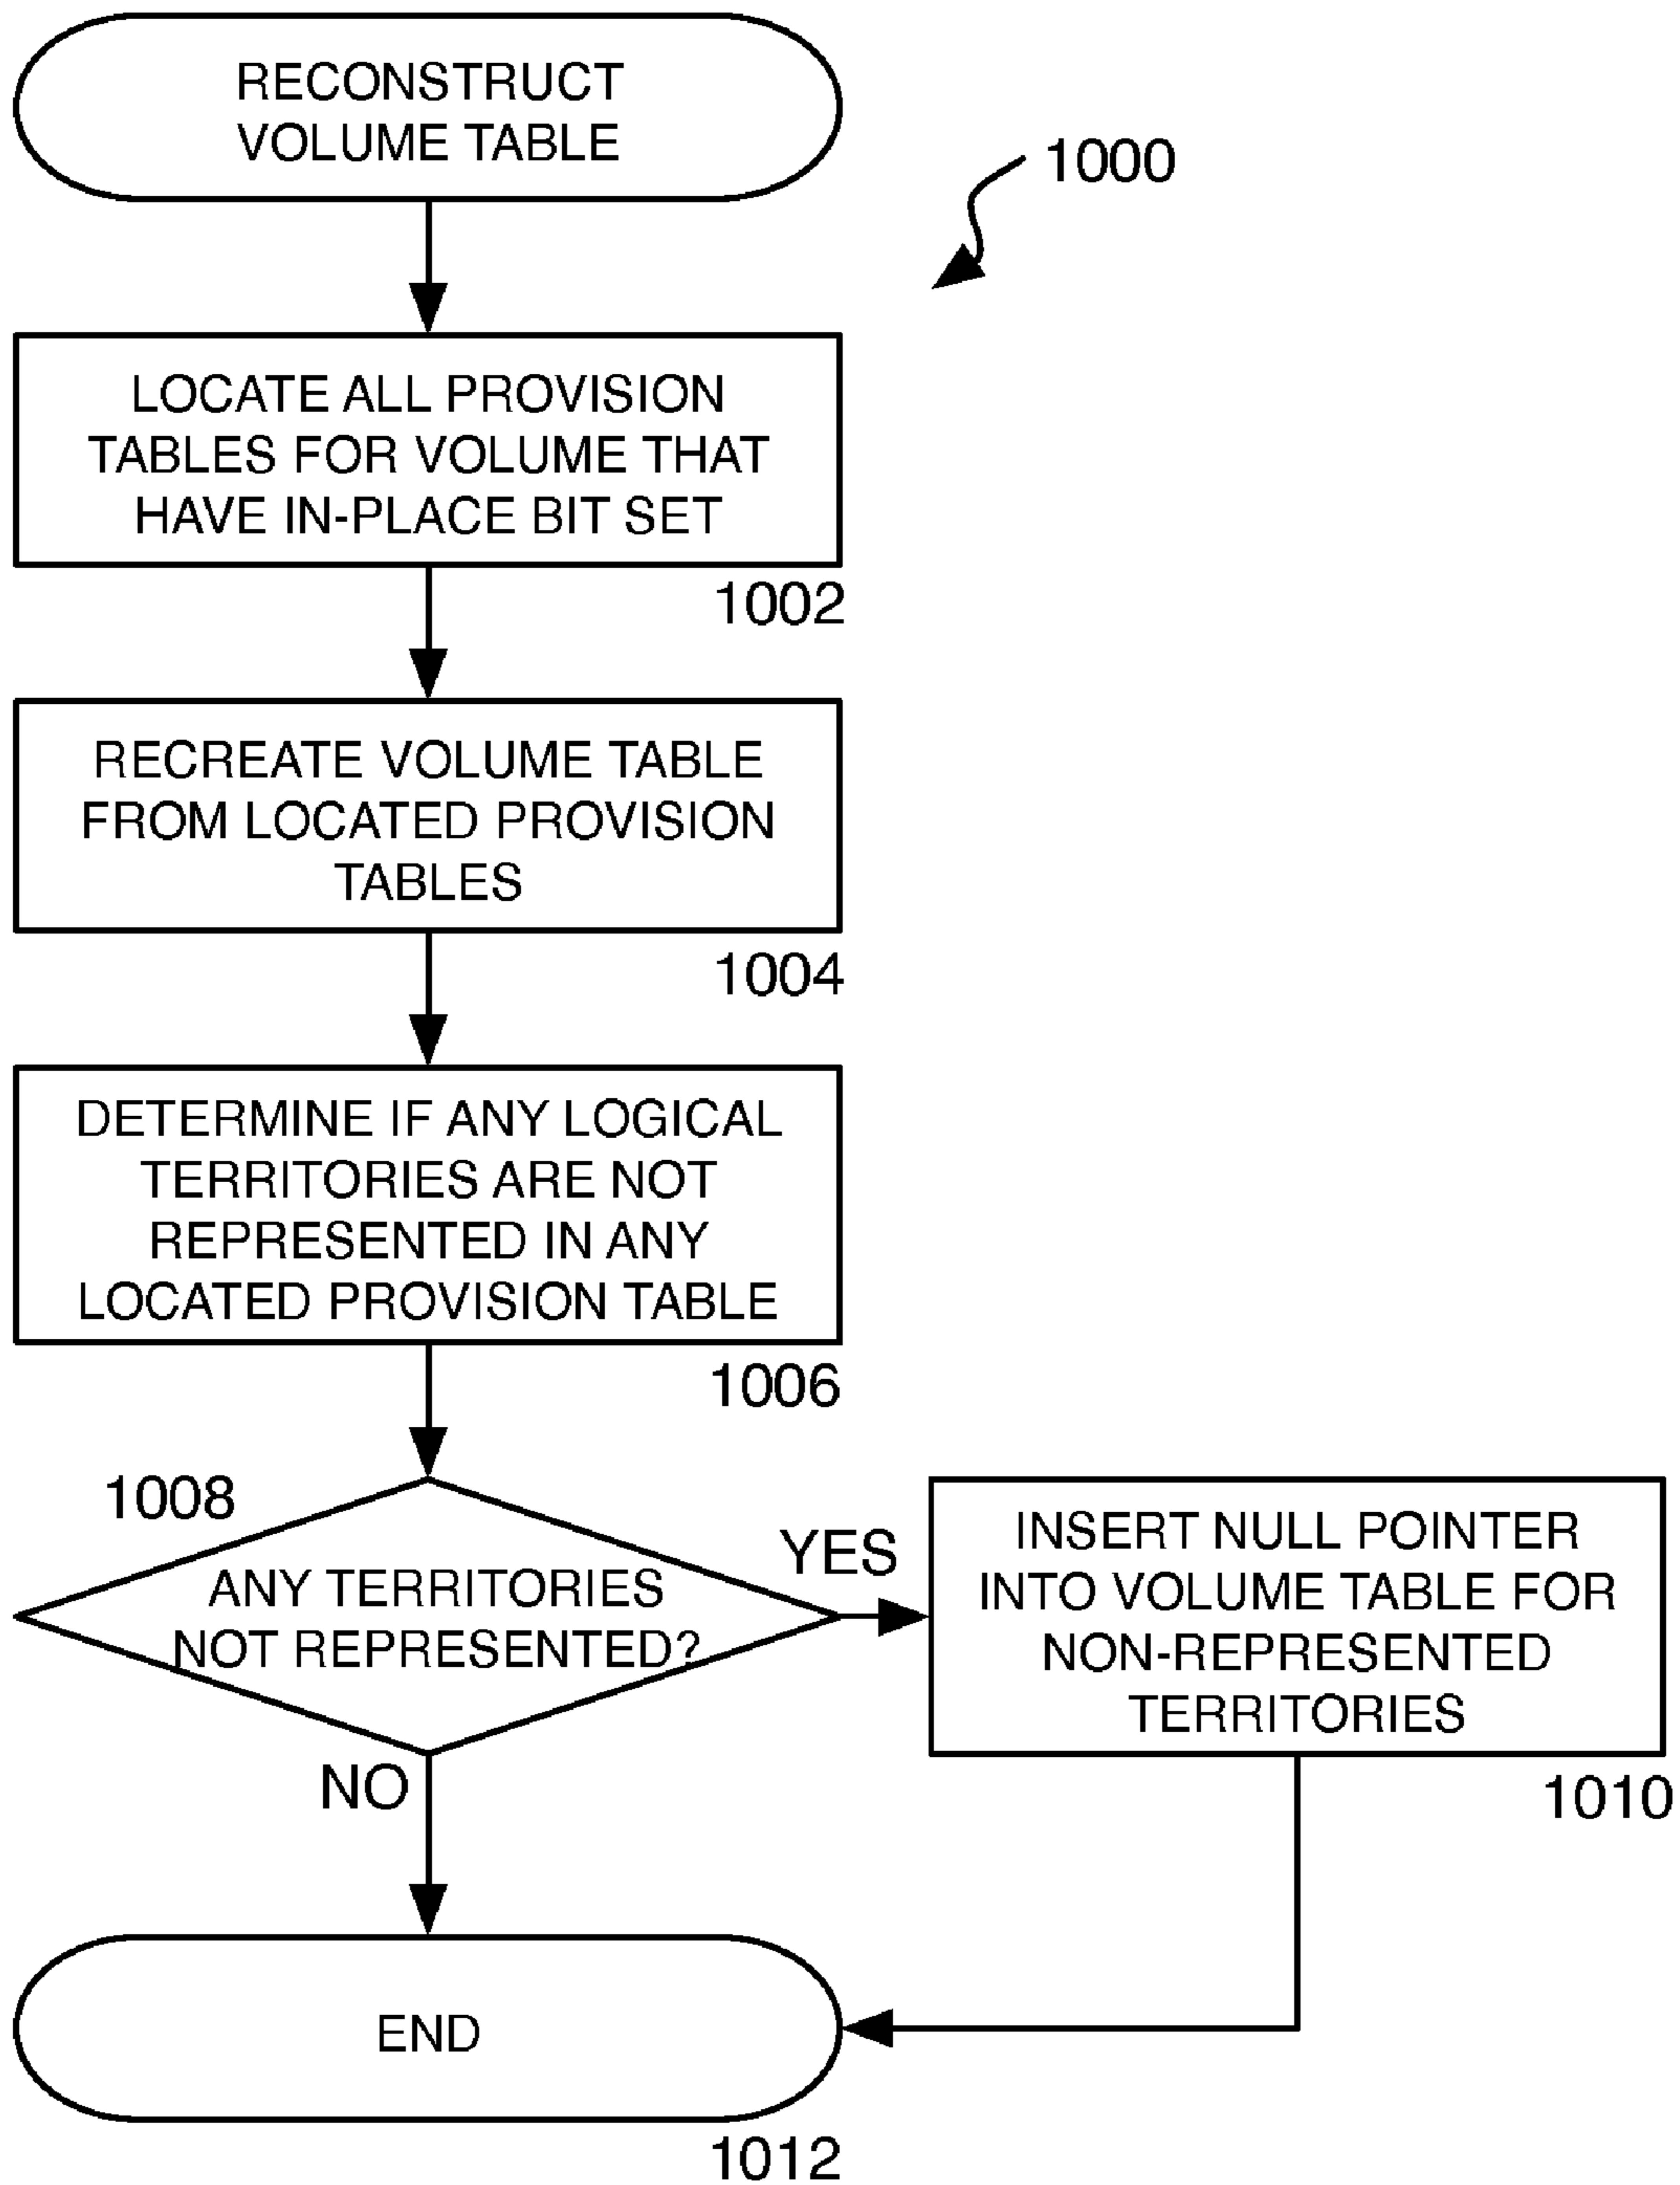 RECONSTRUCT
VOLUME TABLE
1000
LOCATE ALL PROVISION
TABLES FOR VOLUME THAT
HAVE IN-PLACE BIT SET
1002
RECREATE VOLUME TABLE
FROM LOCATED PROVISION
TABLES
1004
DETERMINE IF ANY LOGICAL
TERRITORIES ARE NOT
REPRESENTED IN ANY
LOCATED PROVISION TABLE
1006
1008
ANY TERRITORIES
NOT REPRESENTED?
YES
INSERT NULL POINTER
INTO VOLUME TABLE FOR
NON-REPRESENTED
TERRITORIES
1010
NO
END
1012